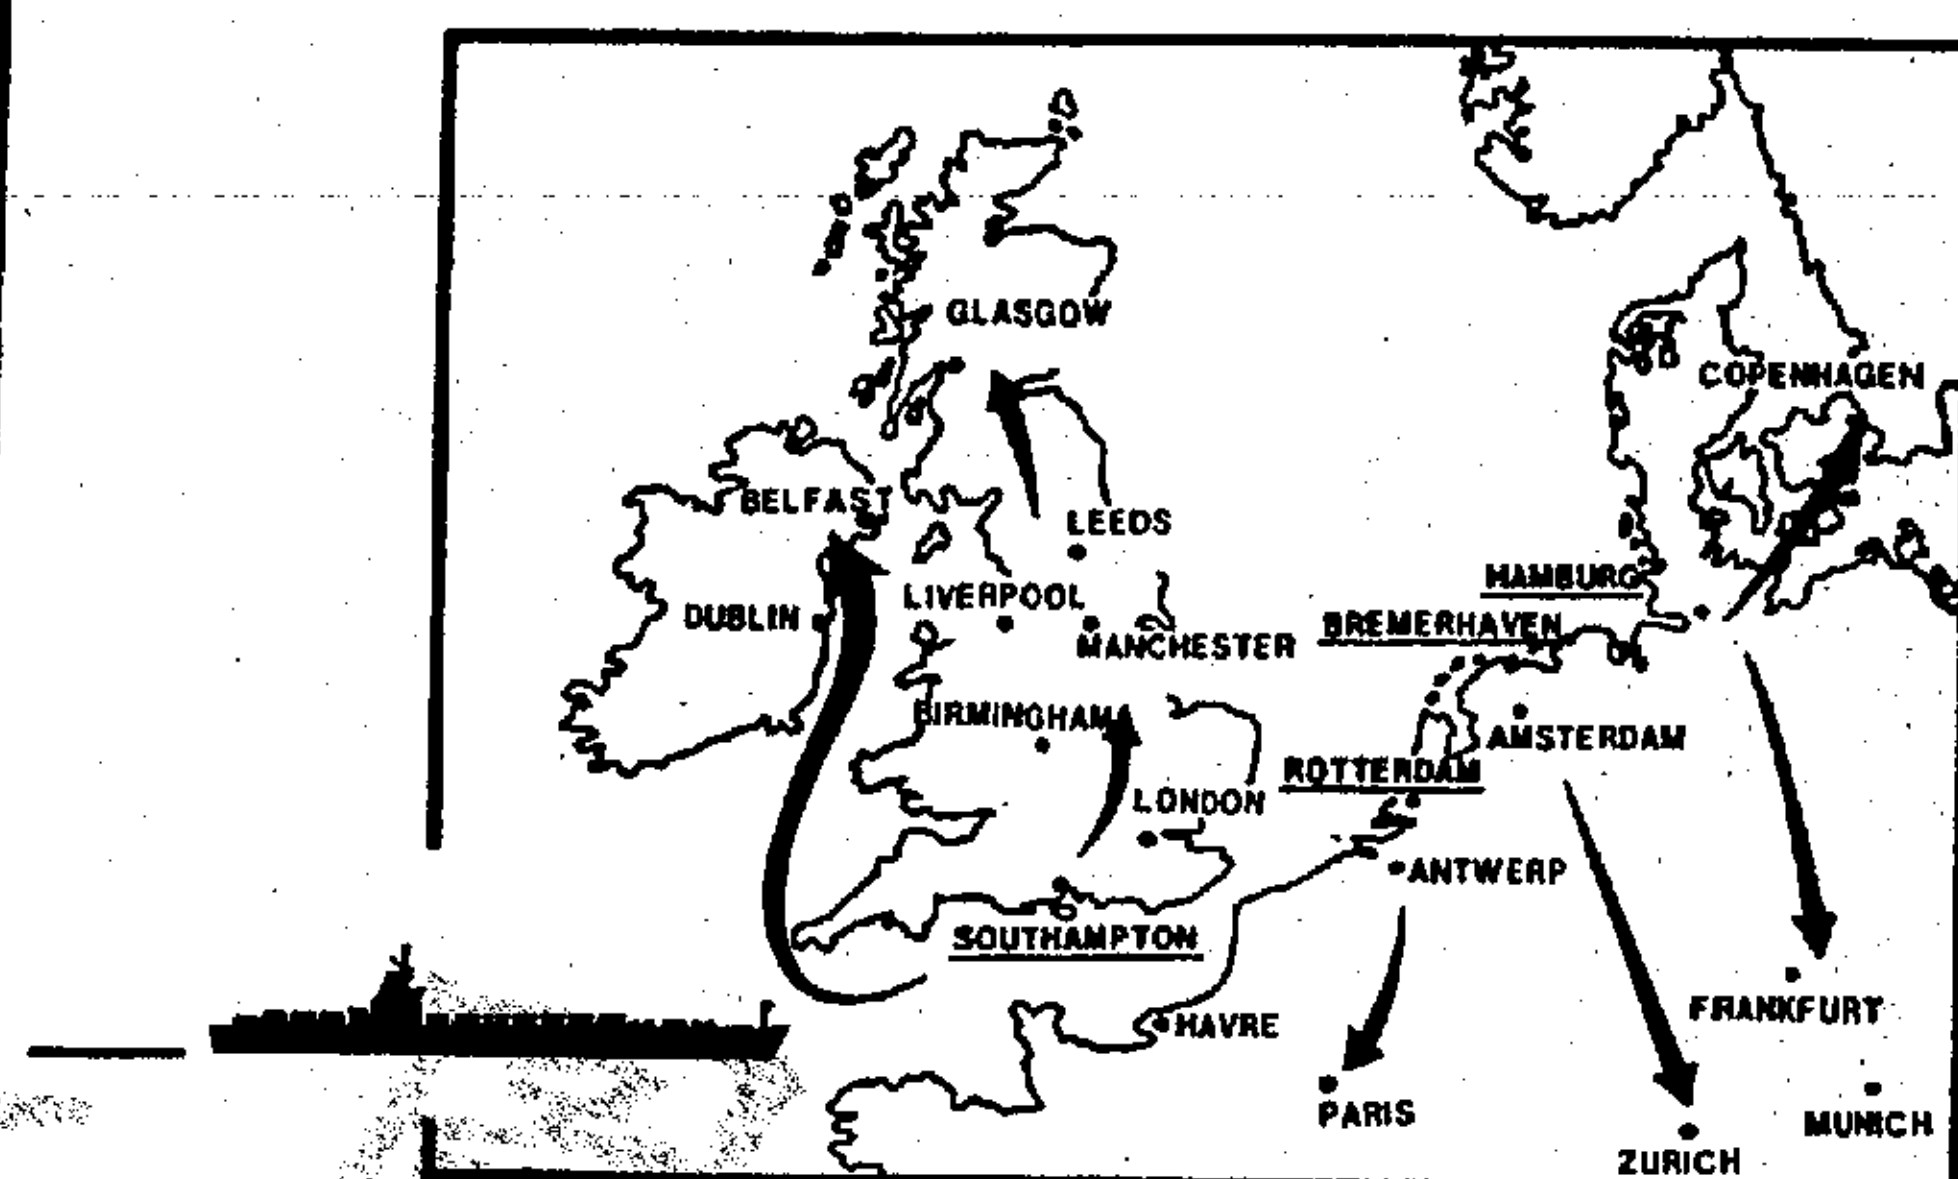 GLASGOW
COPENHAGEN
BELFAST
LEEDS
HAMBURG
LIVERPOOL
DUBLIN
BREMERHAVEN
MANCHESTER
BIRMINGHAM
AMSTERDAM
ROTTERDAM
LONDON
ANTWERP
SOUTHAMPTON
FRANKFURT
HAVRE
PARIS
MUNICH
ZURICH